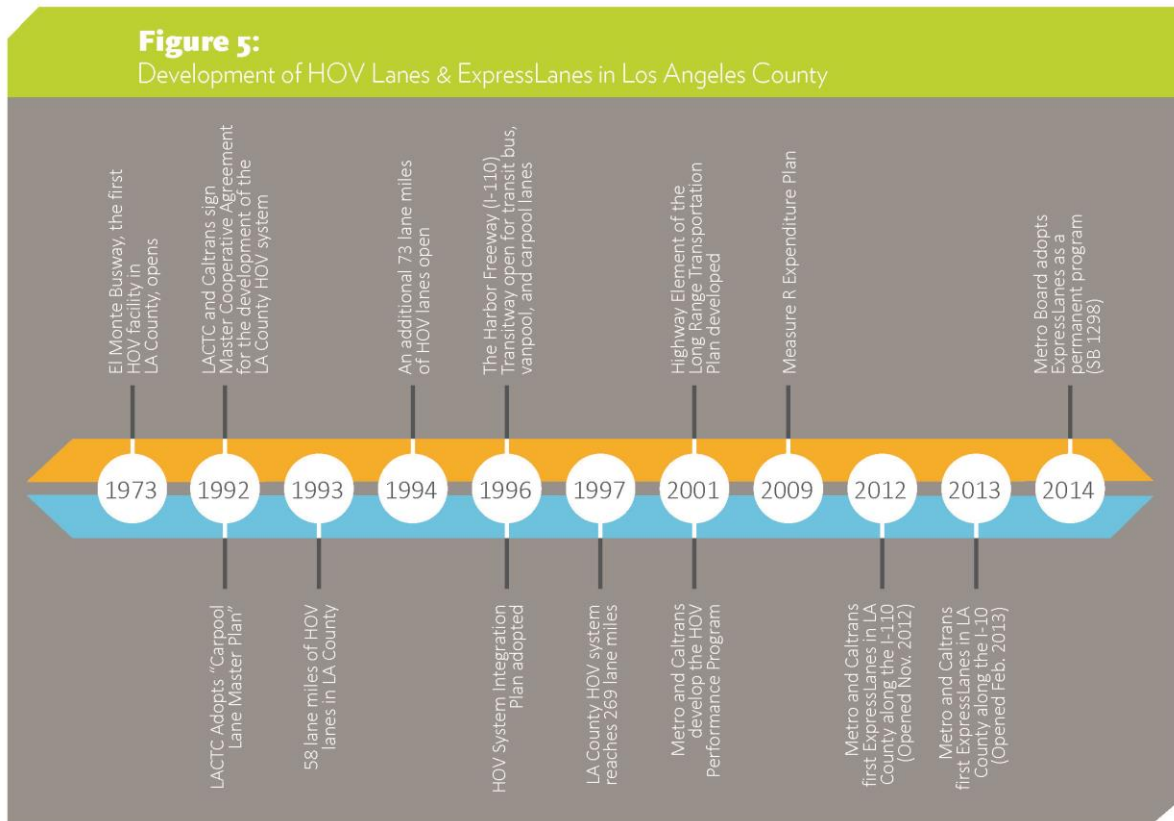 Figure 5:
Development of HOV Lanes & ExpressLanes in Los Angeles County
El Monte Busway, the first
HOV facility in
LA County, opens
LACTC and Caltrans sign
Master Cooperative Agreement
for the development of the
LA County HOV system
An additional 73 lane miles
of HOV lanes open
The Harbor Freeway (I-110)
Transitway open for transit bus,
vanpool, and carpool lanes
Highway Element of the
Long Range Transportation
Plan developed
Measure R Expenditure Plan
Metro Board adopts
ExpressLanes as a
permanent program
(SB 1298)
1973
1992
1993
1994
1996
1997
2001
2009
2012
2013
2014
LACTC Adopts “Carpool
Lane Master Plan”
58 lane miles of HOV
lanes in LA County
HOV System Integration
Plan adopted
LA County HOV system
reaches 269 lane miles
Metro and Caltrans
develop the HOV
Performance Program
Metro and Caltrans
first ExpressLanes in LA
County along the I-110
(Opened Nov. 2012)
Metro and Caltrans
first ExpressLanes in LA
County along the I-10
(Opened Feb. 2013)